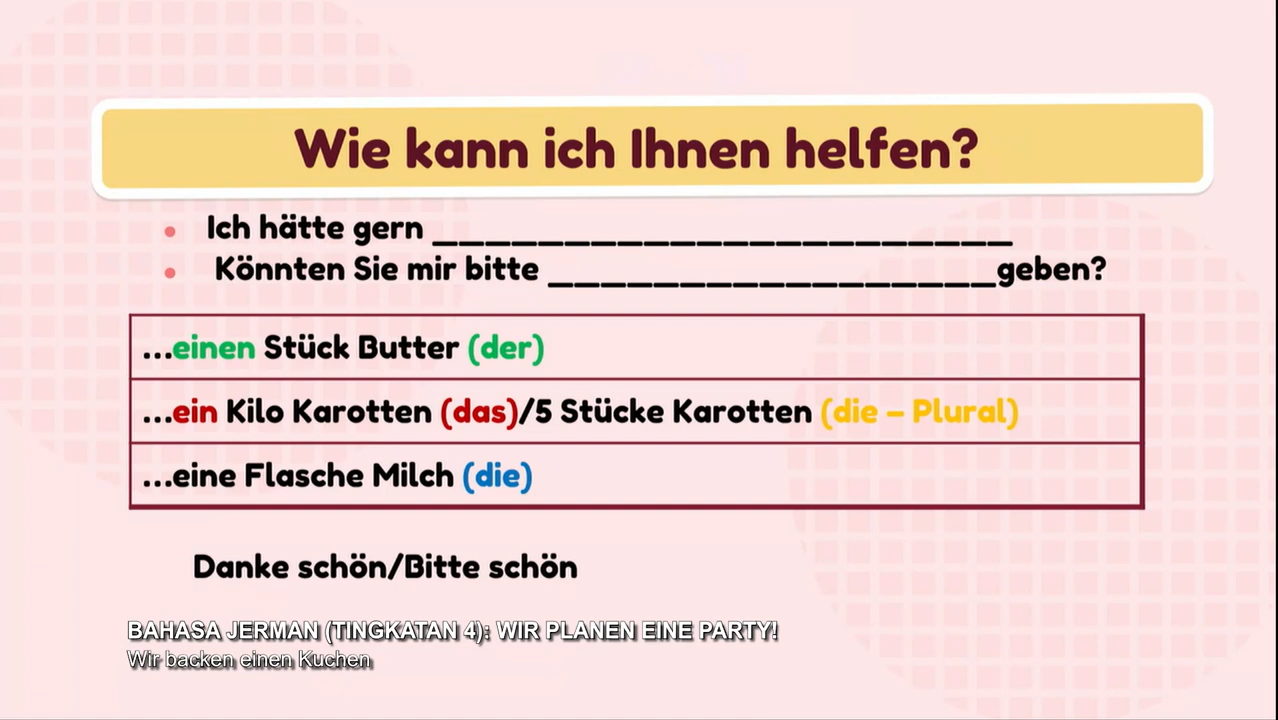 Wie kann ich Ihnen helfen?
• Ich hätte gern ______________________
• Könnten Sie mir bitte _________________geben?
...einen Stück Butter (der)
...ein Kilo Karotten (das)/5 Stücke Karotten (die – Plural)
...eine Flasche Milch (die)
Danke schön/Bitte schön
BAHASA JERMAN (TINGKATAN 4): WIR PLANEN EINE PARTY!
Wir backen einen Kuchen